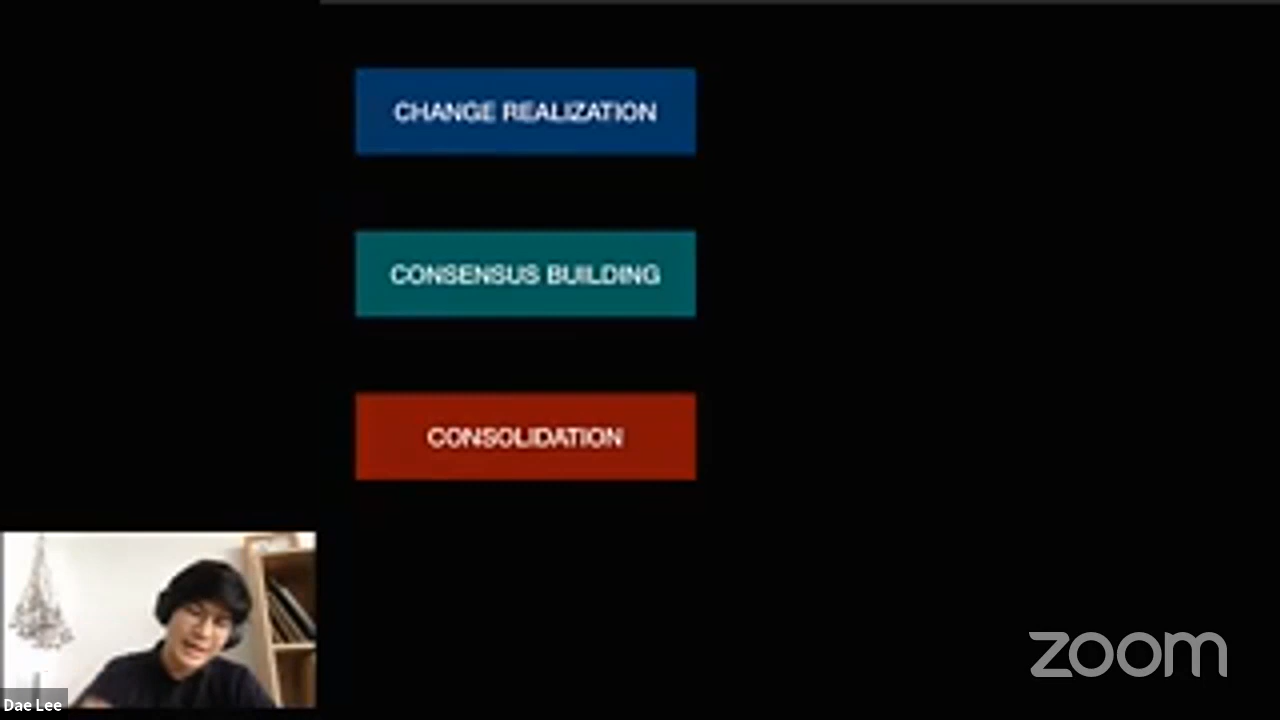 CHANGE REALIZATION
CONSENSUS BUILDING
CONSOLIDATION
Dae Lee
zoom